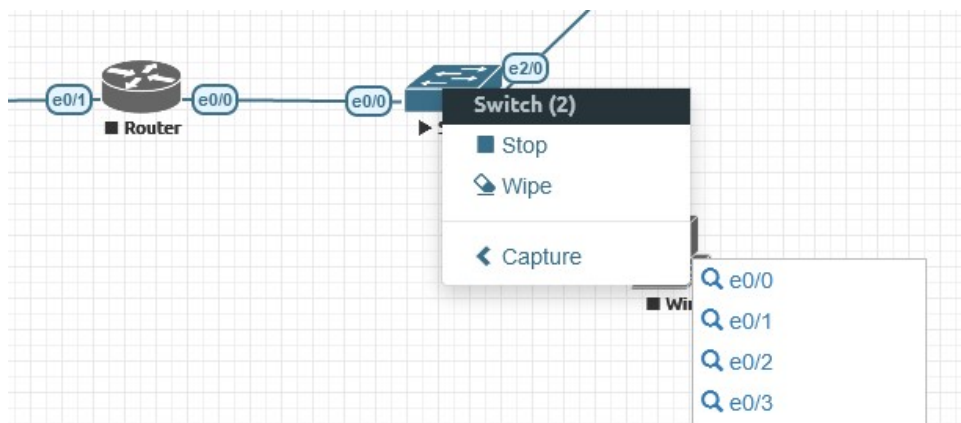 e2/0
e0/1
e0/0
e0/0
Router
Switch (2)
Stop
Wipe
Capture
e0/0
e0/1
e0/2
e0/3